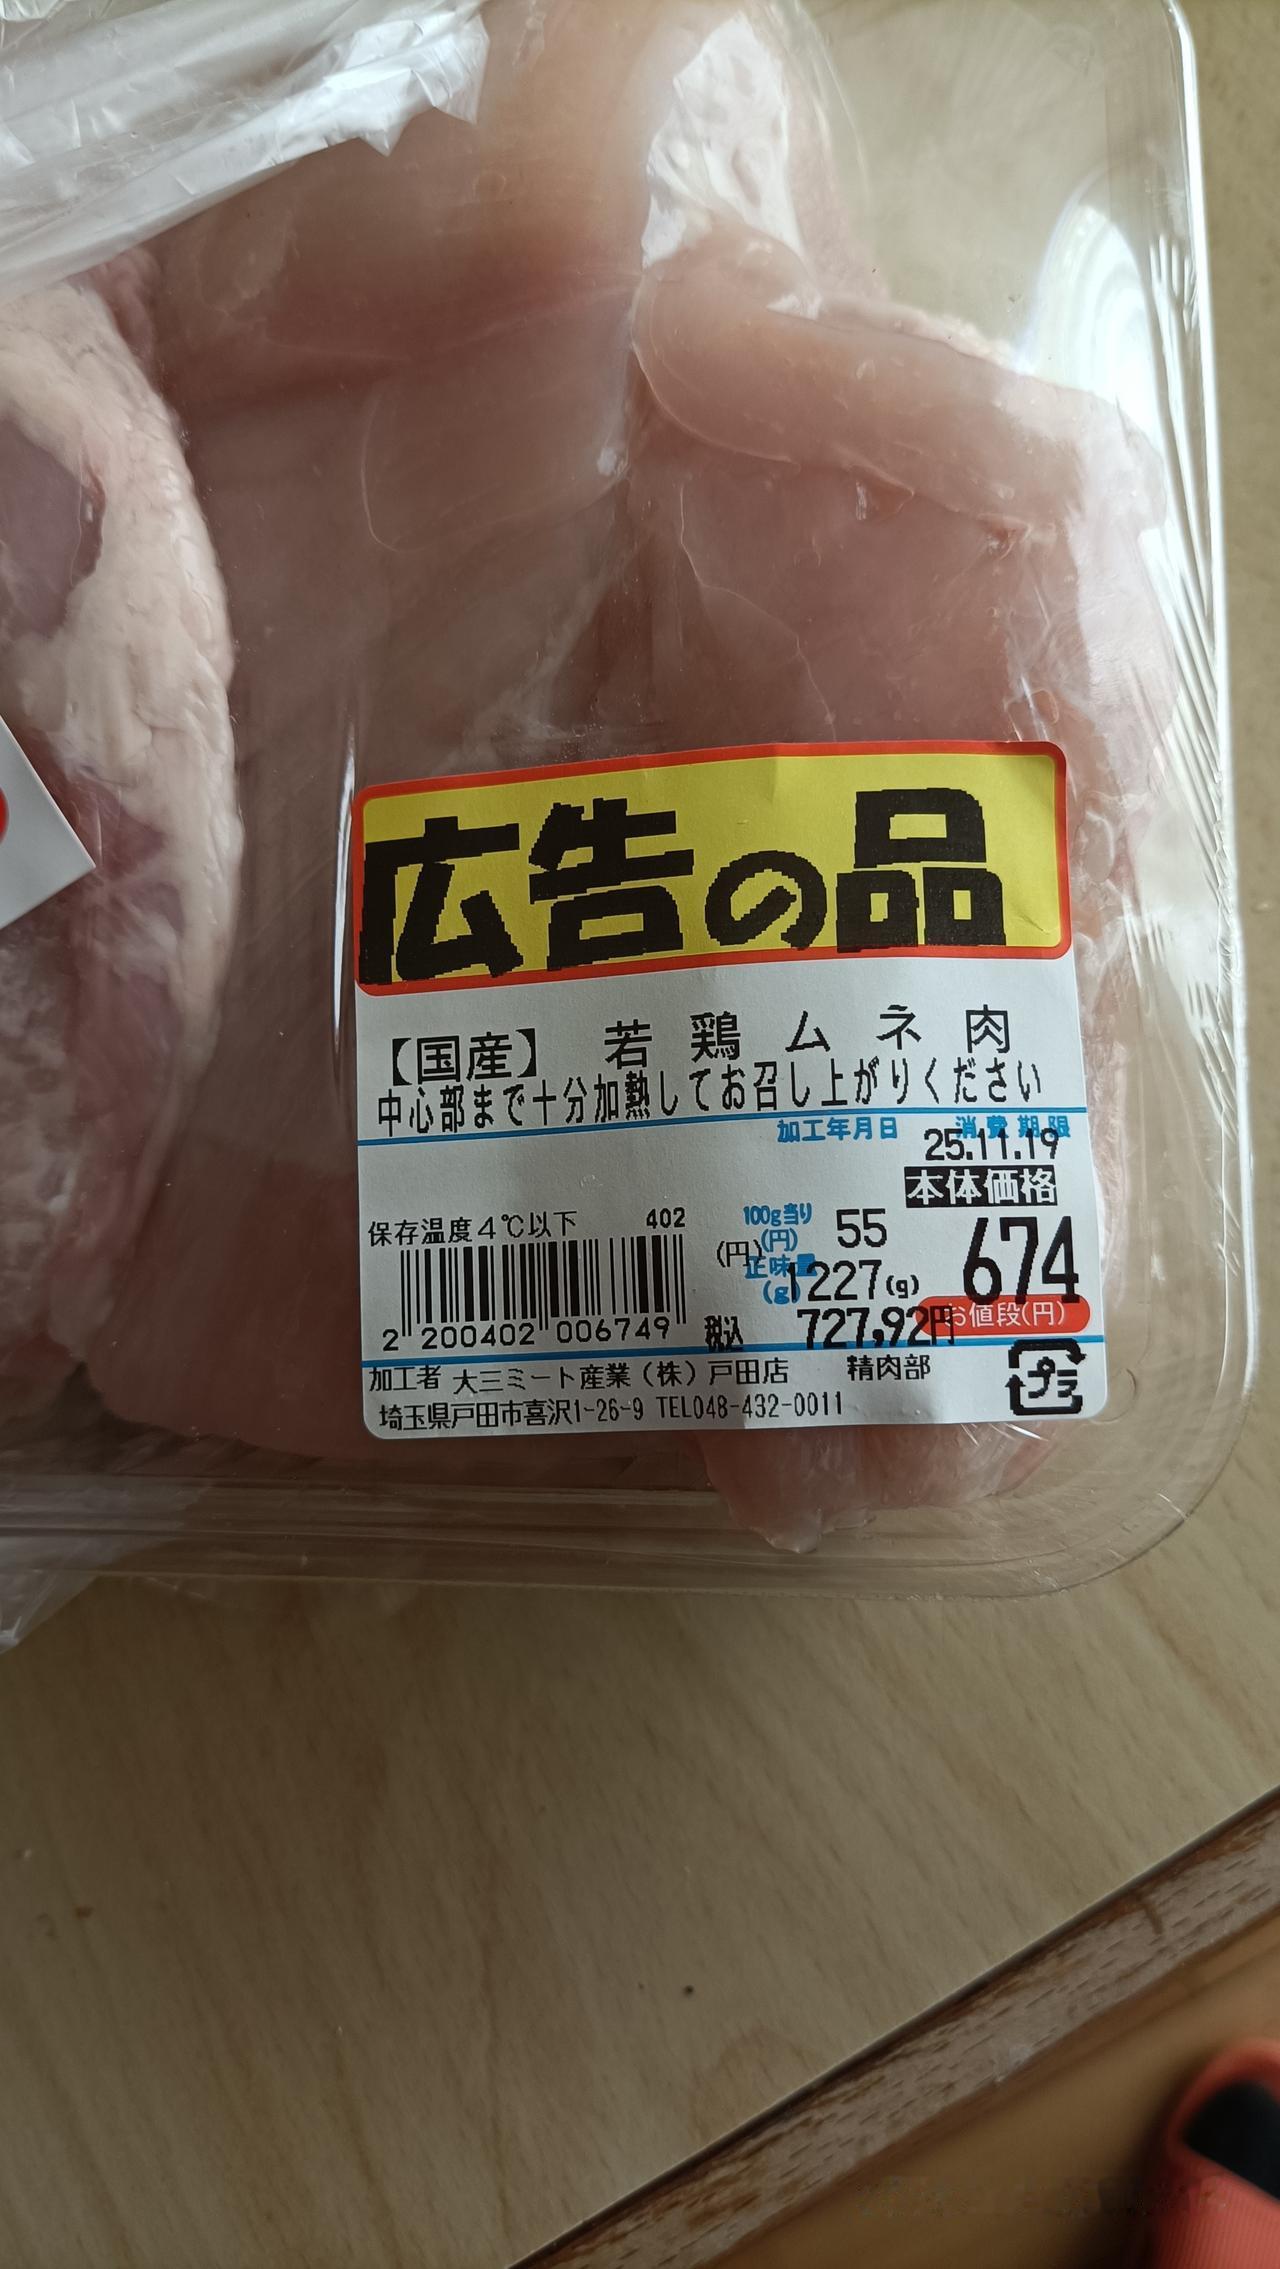 広告の品
【国産】 若鶏ムネ肉
中心部まで十分加熱してお召し上がりください
加工年月日 消費期限
25.11.19
本体価格
保存温度4℃以下 402
100g当り(円) 55
(円)
674
正味量(g) 1227(g)
お値段(円)
税込 727,92円
2 200402 006749
プラ
加工者 大三ミート産業(株)戸田店 精肉部
埼玉県戸田市喜沢1-26-9 TEL048-432-0011